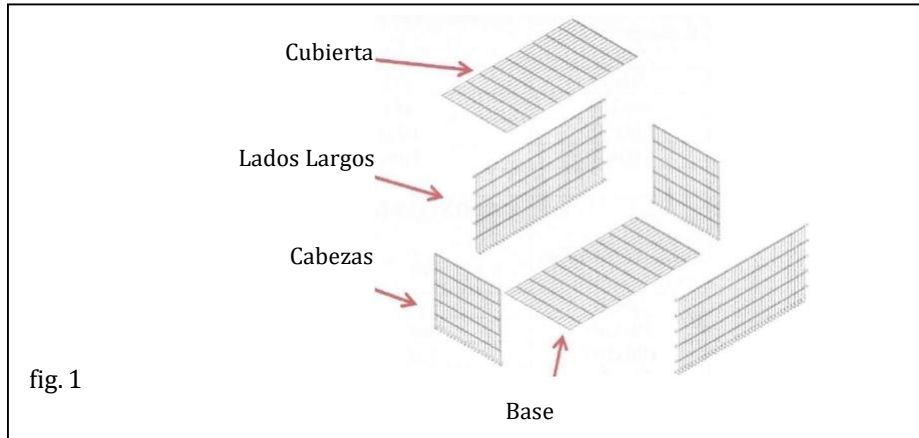 Cubierta
Lados Largos
Cabezas
fig. 1
Base